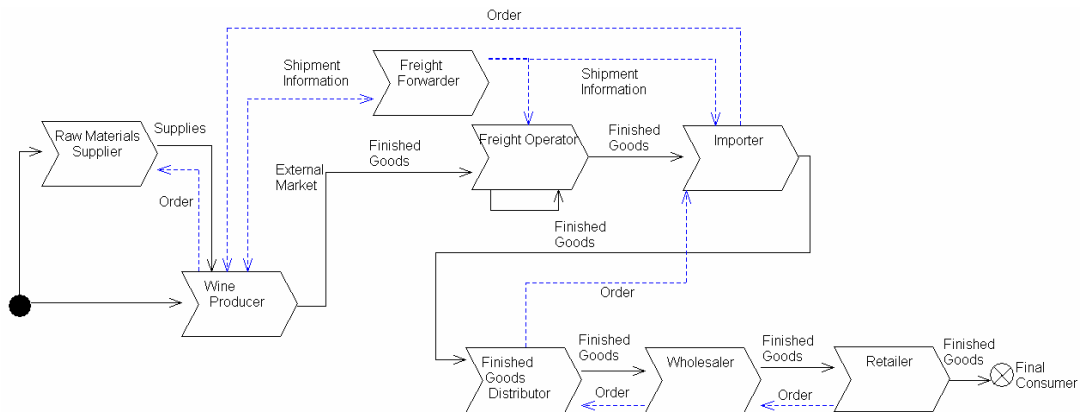 Order
Shipment
Information
Freight
Forwarder
Shipment
Information
Raw Materials
Supplier
Supplies
Finished
Goods
Freight Operator
Finished
Goods
Importer
External
Market
Order
Finished
Goods
Wine
Producer
Order
Finished
Goods
Distributor
Finished
Goods
Order
Wholesaler
Finished
Goods
Order
Retailer
Finished
Goods
Final
Consumer